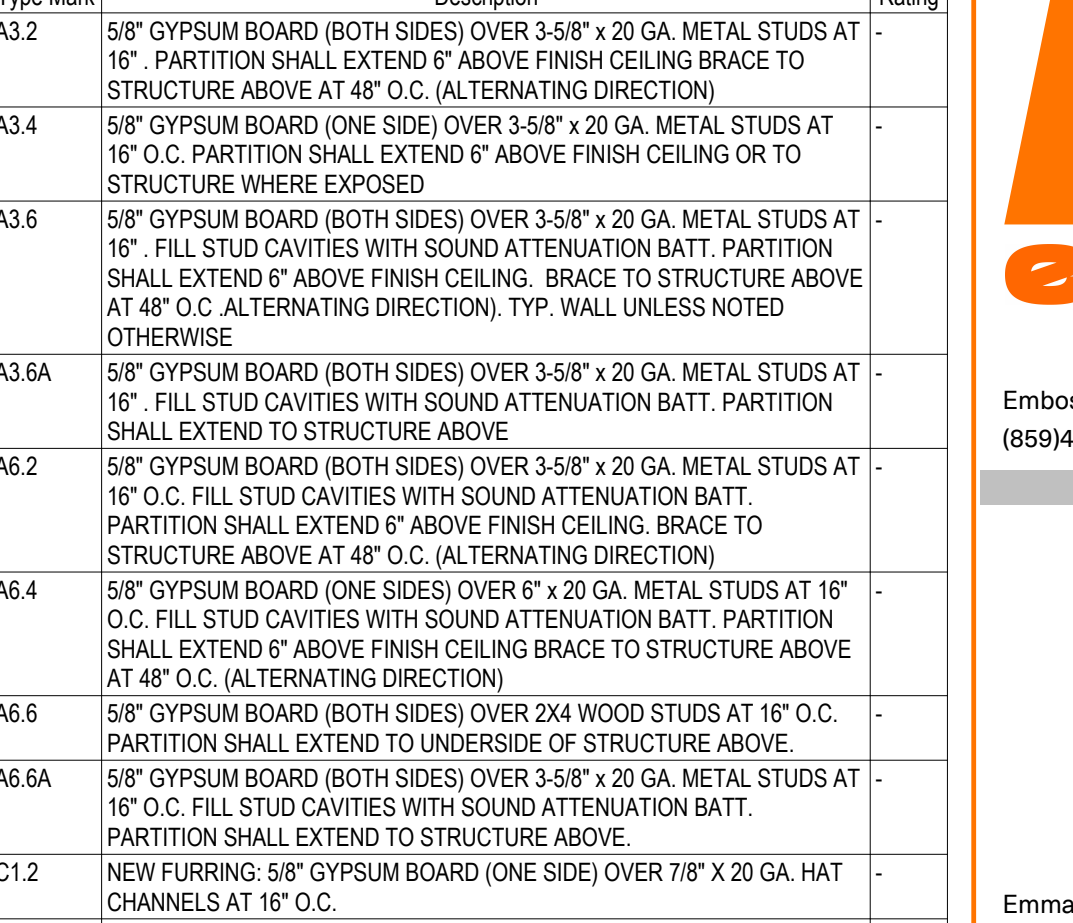 Type Mark Description Rating
A3.2 5/8" GYPSUM BOARD (BOTH SIDES) OVER 3-5/8" x 20 GA. METAL STUDS AT -
16" . PARTITION SHALL EXTEND 6" ABOVE FINISH CEILING BRACE TO
STRUCTURE ABOVE AT 48" O.C. (ALTERNATING DIRECTION)
A3.4 5/8" GYPSUM BOARD (ONE SIDE) OVER 3-5/8" x 20 GA. METAL STUDS AT -
16" O.C. PARTITION SHALL EXTEND 6" ABOVE FINISH CEILING OR TO
STRUCTURE WHERE EXPOSED
A3.6 5/8" GYPSUM BOARD (BOTH SIDES) OVER 3-5/8" x 20 GA. METAL STUDS AT -
16" . FILL STUD CAVITIES WITH SOUND ATTENUATION BATT. PARTITION
SHALL EXTEND 6" ABOVE FINISH CEILING. BRACE TO STRUCTURE ABOVE
AT 48" O.C .ALTERNATING DIRECTION). TYP. WALL UNLESS NOTED
OTHERWISE
A3.6A 5/8" GYPSUM BOARD (BOTH SIDES) OVER 3-5/8" x 20 GA. METAL STUDS AT -
16" . FILL STUD CAVITIES WITH SOUND ATTENUATION BATT. PARTITION
SHALL EXTEND TO STRUCTURE ABOVE
A6.2 5/8" GYPSUM BOARD (BOTH SIDES) OVER 3-5/8" x 20 GA. METAL STUDS AT -
16" O.C. FILL STUD CAVITIES WITH SOUND ATTENUATION BATT.
PARTITION SHALL EXTEND 6" ABOVE FINISH CEILING. BRACE TO
STRUCTURE ABOVE AT 48" O.C. (ALTERNATING DIRECTION)
A6.4 5/8" GYPSUM BOARD (ONE SIDES) OVER 6" x 20 GA. METAL STUDS AT 16" -
O.C. FILL STUD CAVITIES WITH SOUND ATTENUATION BATT. PARTITION
SHALL EXTEND 6" ABOVE FINISH CEILING BRACE TO STRUCTURE ABOVE
AT 48" O.C. (ALTERNATING DIRECTION)
A6.6 5/8" GYPSUM BOARD (BOTH SIDES) OVER 2X4 WOOD STUDS AT 16" O.C. -
PARTITION SHALL EXTEND TO UNDERSIDE OF STRUCTURE ABOVE.
A6.6A 5/8" GYPSUM BOARD (BOTH SIDES) OVER 3-5/8" x 20 GA. METAL STUDS AT -
16" O.C. FILL STUD CAVITIES WITH SOUND ATTENUATION BATT.
PARTITION SHALL EXTEND TO STRUCTURE ABOVE.
C1.2 NEW FURRING: 5/8" GYPSUM BOARD (ONE SIDE) OVER 7/8" X 20 GA. HAT -
CHANNELS AT 16" O.C.
e
Embos
(859)4
Emma